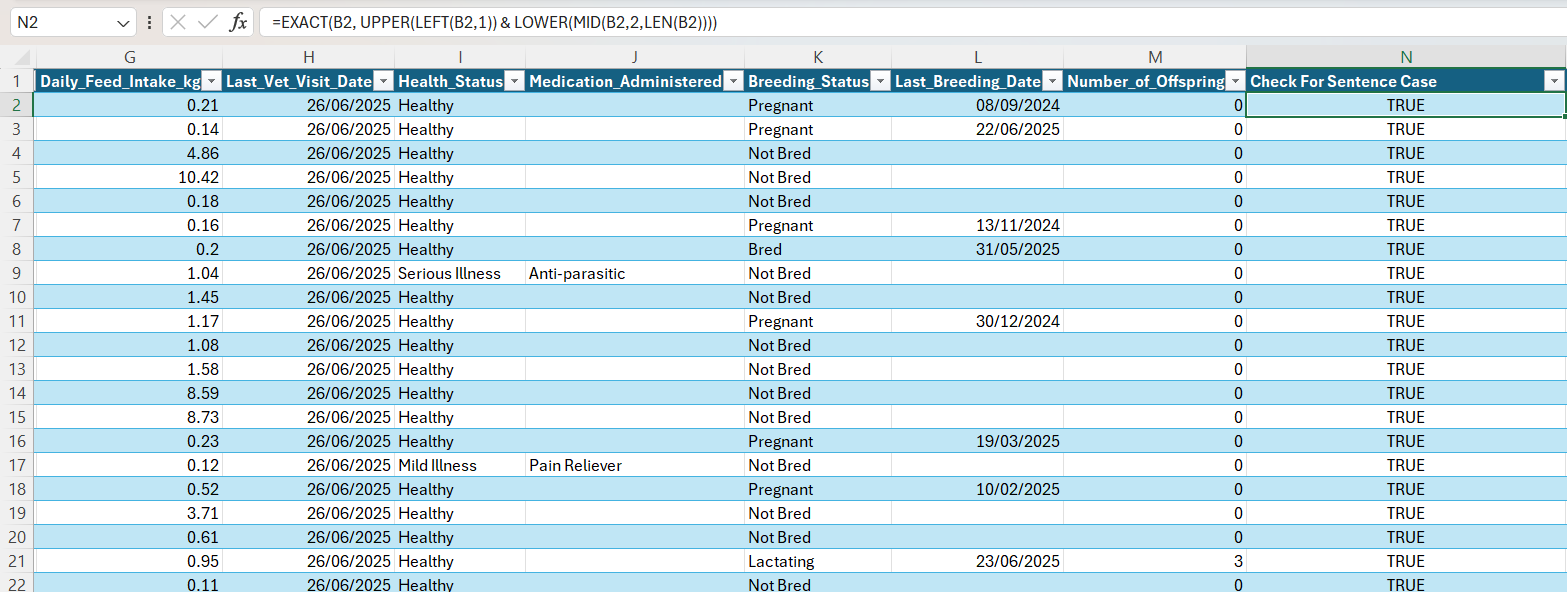 N2 fx =EXACT(B2, UPPER(LEFT(B2,1)) & LOWER(MID(B2,2,LEN(B2))))
G H I J K L M N
1 Daily_Feed_Intake_kg Last_Vet_Visit_Date Health_Status Medication_Administered Breeding_Status Last_Breeding_Date Number_of_Offspring Check For Sentence Case
2 0.21 26/06/2025 Healthy Pregnant 08/09/2024 0 TRUE
3 0.14 26/06/2025 Healthy Pregnant 22/06/2025 0 TRUE
4 4.86 26/06/2025 Healthy Not Bred 0 TRUE
5 10.42 26/06/2025 Healthy Not Bred 0 TRUE
6 0.18 26/06/2025 Healthy Not Bred 0 TRUE
7 0.16 26/06/2025 Healthy Pregnant 13/11/2024 0 TRUE
8 0.2 26/06/2025 Healthy Bred 31/05/2025 0 TRUE
9 1.04 26/06/2025 Serious Illness Anti-parasitic Not Bred 0 TRUE
10 1.45 26/06/2025 Healthy Not Bred 0 TRUE
11 1.17 26/06/2025 Healthy Pregnant 30/12/2024 0 TRUE
12 1.08 26/06/2025 Healthy Not Bred 0 TRUE
13 1.58 26/06/2025 Healthy Not Bred 0 TRUE
14 8.59 26/06/2025 Healthy Not Bred 0 TRUE
15 8.73 26/06/2025 Healthy Not Bred 0 TRUE
16 0.23 26/06/2025 Healthy Pregnant 19/03/2025 0 TRUE
17 0.12 26/06/2025 Mild Illness Pain Reliever Not Bred 0 TRUE
18 0.52 26/06/2025 Healthy Pregnant 10/02/2025 0 TRUE
19 3.71 26/06/2025 Healthy Not Bred 0 TRUE
20 0.61 26/06/2025 Healthy Not Bred 0 TRUE
21 0.95 26/06/2025 Healthy Lactating 23/06/2025 3 TRUE
22 0.11 26/06/2025 Healthy Not Bred 0 TRUE